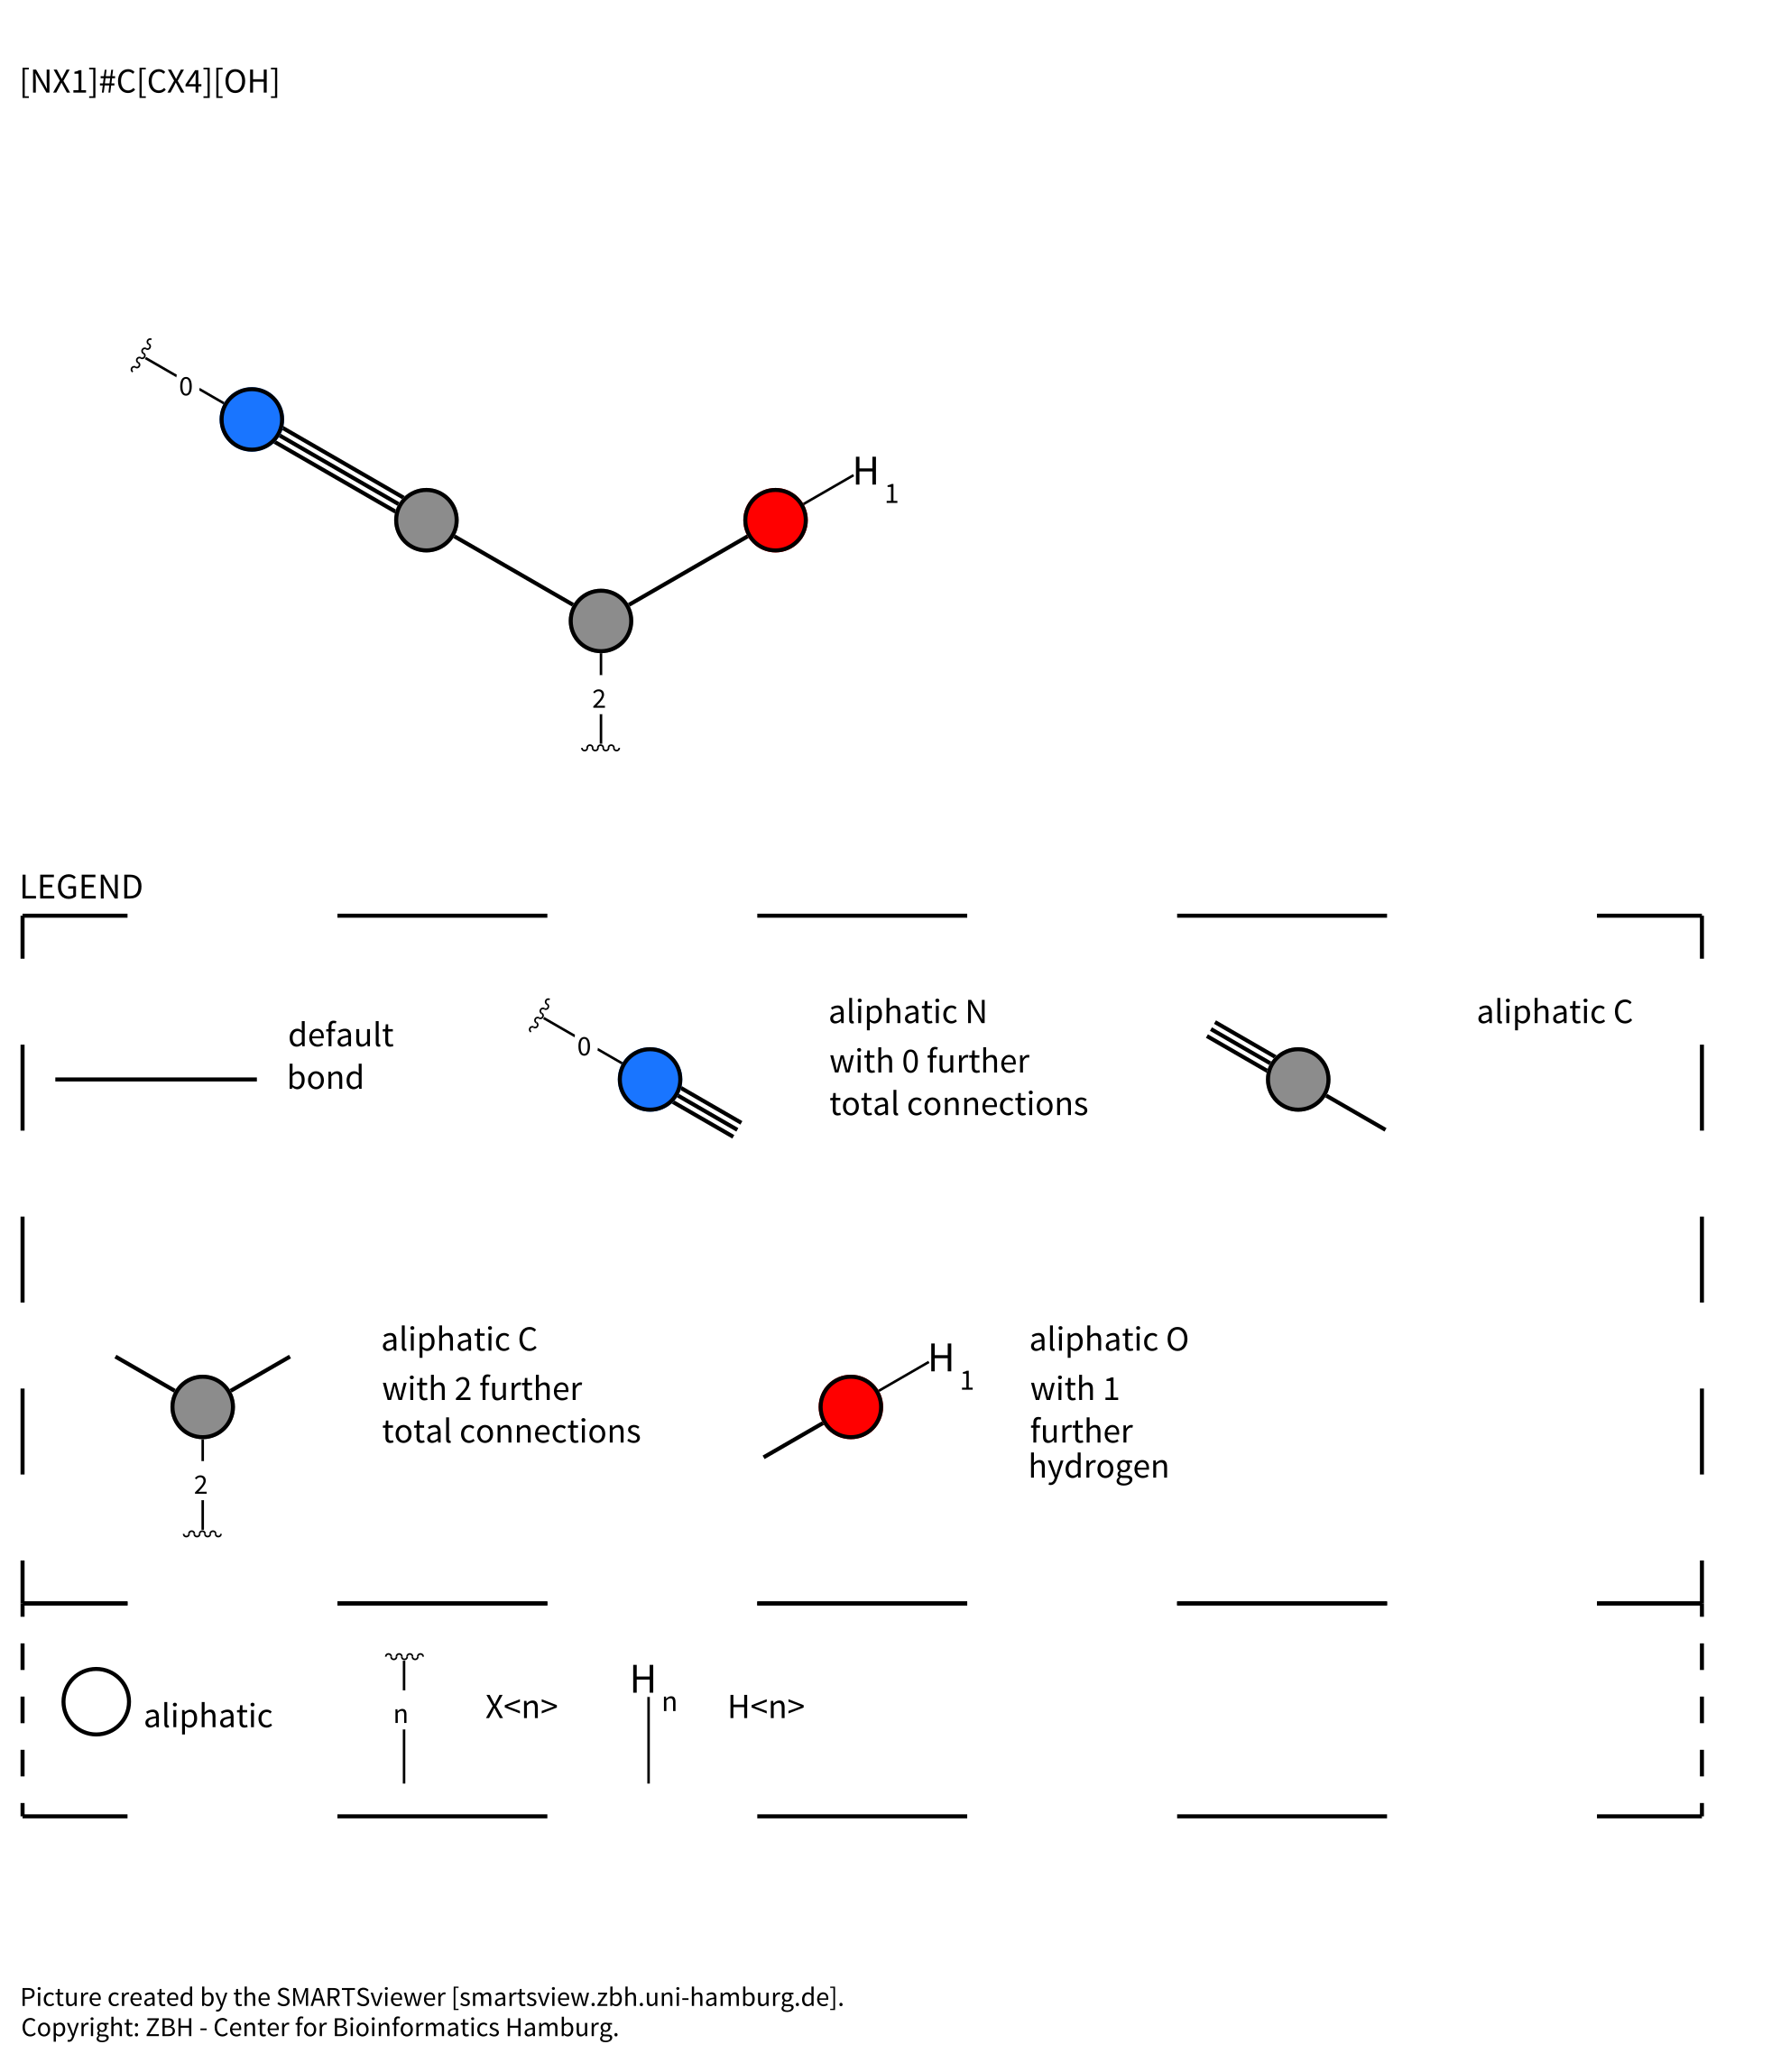 [NX1]#C[CX4][OH]
0
H
1
2
LEGEND
default
bond
0
aliphatic N
with 0 further
total connections
aliphatic C
2
aliphatic C
with 2 further
total connections
H
1
aliphatic O
with 1
further
hydrogen
aliphatic
n
X<n>
H
n
H<n>
Picture created by the SMARTSviewer [smartsview.zbh.uni-hamburg.de].
Copyright: ZBH - Center for Bioinformatics Hamburg.